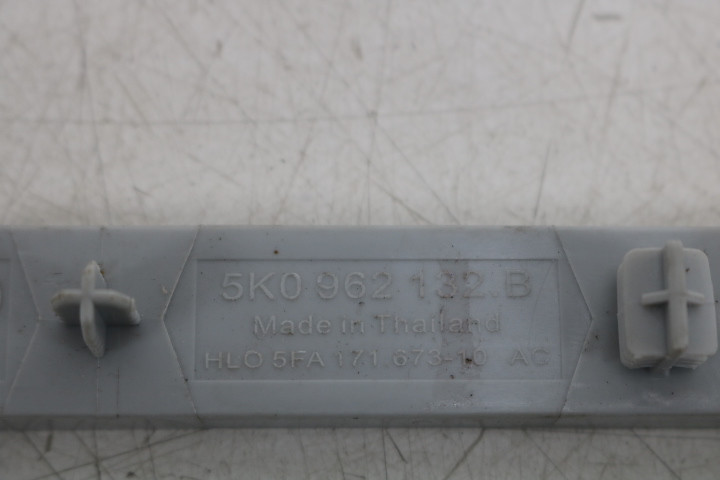 5K0 962 132.B
Made in Thailand
HLO 5FA 171 673-10 AC